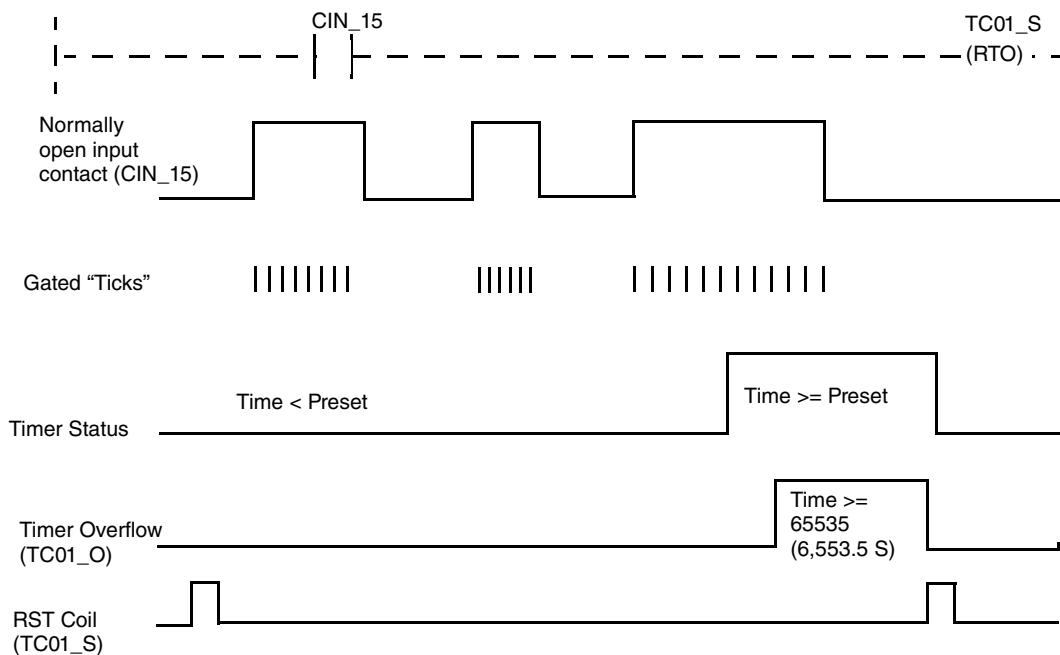 CIN_15
TC01_S
(RTO)
Normally
open input
contact (CIN_15)
Gated “Ticks”
Time < Preset
Time >= Preset
Timer Status
Timer Overflow
(TC01_O)
Time >=
65535
(6,553.5 S)
RST Coil
(TC01_S)